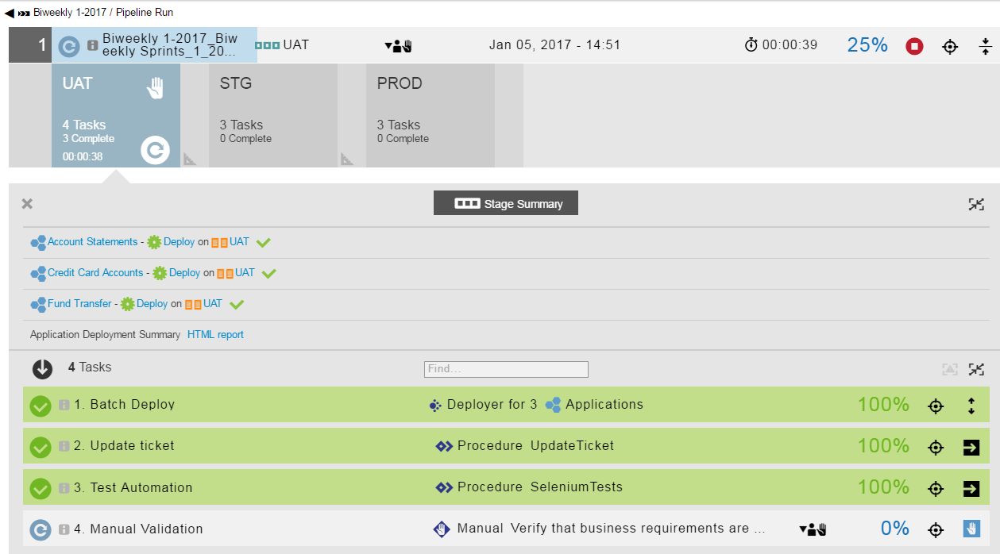 Biweekly 1-2017 / Pipeline Run
1 Biweekly 1-2017_Biw
eekly Sprints_1_20... UAT Jan 05, 2017 - 14:51 00:00:39 25%
UAT STG PROD
4 Tasks 3 Tasks 3 Tasks
3 Complete 0 Complete 0 Complete
00:00:38
Stage Summary
Account Statements - Deploy on UAT
Credit Card Accounts - Deploy on UAT
Fund Transfer - Deploy on UAT
Application Deployment Summary HTML report
4 Tasks Find...
1. Batch Deploy Deployer for 3 Applications 100%
2. Update ticket Procedure UpdateTicket 100%
3. Test Automation Procedure SeleniumTests 100%
4. Manual Validation Manual Verify that business requirements are ... 0%